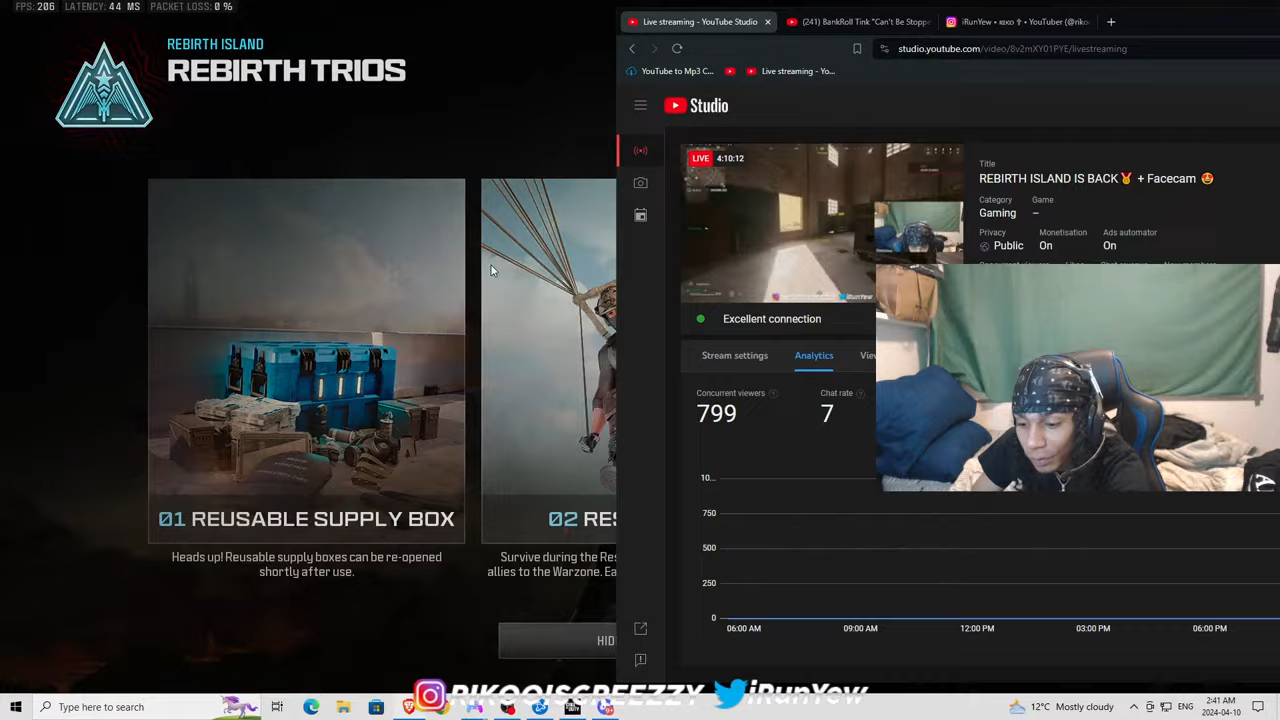 FPS: 206 LATENCY: 44 MS PACKET LOSS: 0 %
REBIRTH ISLAND
REBIRTH TRIOS
01 REUSABLE SUPPLY BOX
Heads up! Reusable supply boxes can be re-opened
shortly after use.
02 RES
Survive during the Res
allies to the Warzone. Ea
HID
Live streaming - YouTube Studio
(241) BankRoll Tink "Can't Be Stoppe
iRunYew • • YouTuber (@riko
studio.youtube.com/video/8v2mXY01PYE/livestreaming
YouTube to Mp3 C...
Live streaming - Yo...
Studio
LIVE 4:10:12
Title
REBIRTH ISLAND IS BACK🏅 + Facecam 🤩
Category Game
Gaming –
Privacy Monetisation Ads automator
Public On On
Excellent connection
Stream settings Analytics Vie
Concurrent viewers Chat rate
799 7
10...
750
500
250
0
06:00 AM 09:00 AM 12:00 PM 03:00 PM 06:00 PM
RIKOOISGREEZZY iRunYew
Type here to search
12°C Mostly cloudy
ENG
2:41 AM
2024-04-10